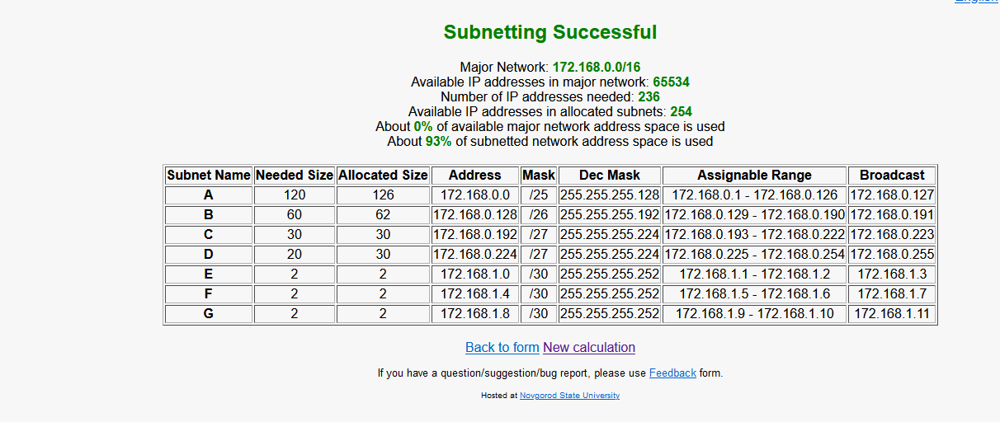 English
Subnetting Successful
Major Network: 172.168.0.0/16
Available IP addresses in major network: 65534
Number of IP addresses needed: 236
Available IP addresses in allocated subnets: 254
About 0% of available major network address space is used
About 93% of subnetted network address space is used
Subnet Name Needed Size Allocated Size Address Mask Dec Mask Assignable Range Broadcast
A 120 126 172.168.0.0 /25 255.255.255.128 172.168.0.1 - 172.168.0.126 172.168.0.127
B 60 62 172.168.0.128 /26 255.255.255.192 172.168.0.129 - 172.168.0.190 172.168.0.191
C 30 30 172.168.0.192 /27 255.255.255.224 172.168.0.193 - 172.168.0.222 172.168.0.223
D 20 30 172.168.0.224 /27 255.255.255.224 172.168.0.225 - 172.168.0.254 172.168.0.255
E 2 2 172.168.1.0 /30 255.255.255.252 172.168.1.1 - 172.168.1.2 172.168.1.3
F 2 2 172.168.1.4 /30 255.255.255.252 172.168.1.5 - 172.168.1.6 172.168.1.7
G 2 2 172.168.1.8 /30 255.255.255.252 172.168.1.9 - 172.168.1.10 172.168.1.11
Back to form New calculation
If you have a question/suggestion/bug report, please use Feedback form.
Hosted at Novgorod State University